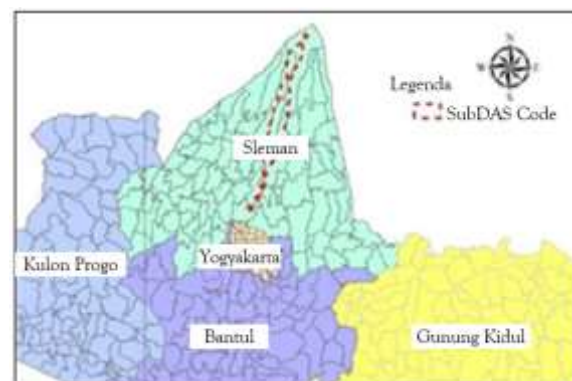 N
W E
S
Legenda
SubDAS Code
Sleman
Yogyakarta
Kulon Progo
Bantul
Gunung Kidul